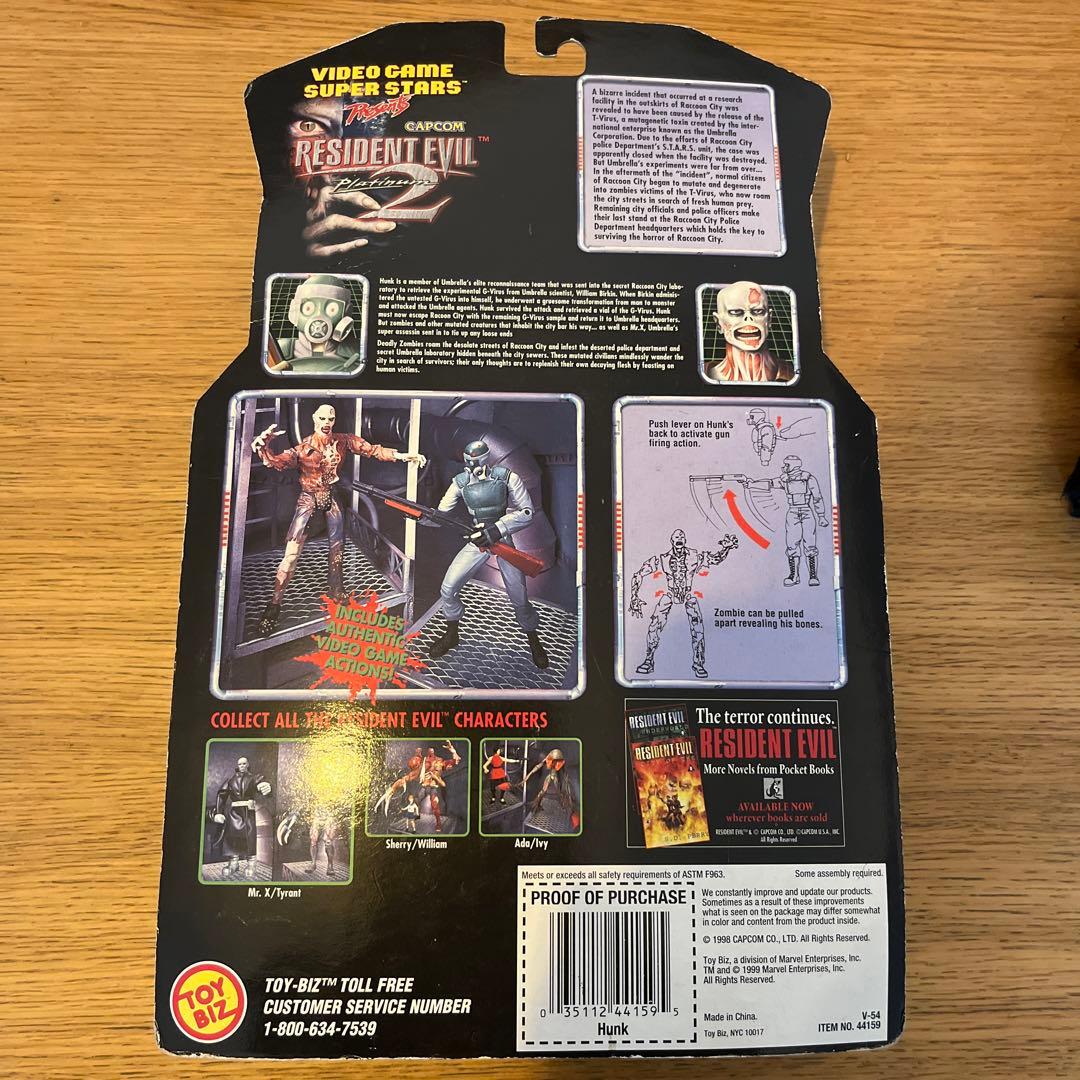 VIDEO GAME
SUPER STARS™
Presents
CAPCOM
RESIDENT EVIL™
Platinum
2
A bizarre incident that occurred at a research
facility in the outskirts of Raccoon City was
revealed to have been caused by the release of the
T-Virus, a mutagenetic toxin created by the inter-
national enterprise known as the Umbrella
Corporation. Due to the efforts of Raccoon City
police Department's S.T.A.R.S. unit, the case was
apparently closed when the facility was destroyed.
But Umbrella's experiments were far from over...
In the aftermath of the "incident", normal citizens
of Raccoon City began to mutate and degenerate
into zombies victims of the T-Virus, who now roam
the city streets in search of fresh human prey.
Remaining city officials and police officers make
their last stand at the Raccoon City Police
Department headquarters which holds the key to
surviving the horror of Raccoon City.
Hunk is a member of Umbrella's elite reconnaissance team that was sent into the secret Raccoon City labo-
ratory to retrieve the experimental G-Virus from Umbrella scientist, William Birkin. When Birkin adminis-
tered the untested G-Virus into himself, he underwent a gruesome transformation from man to monster
and attacked the Umbrella agents. Hunk survived the attack and retrieved a vial of the G-Virus. Hunk
must now escape Racoon City with the remaining G-Virus sample and return it to Umbrella headquarters.
But zombies and other mutated creatures that inhabit the city bar his way... as well as Mr.X, Umbrella's
super assassin sent in to tie up any loose ends
Deadly Zombies roam the desolate streets of Raccoon City and infest the deserted police department and
secret Umbrella laboratory hidden beneath the city sewers. These mutated civilians mindlessly wander the
city in search of survivors; their only thoughts are to replenish their own decaying flesh by feasting on
human victims.
INCLUDES
AUTHENTIC
VIDEO GAME
ACTIONS!
Push lever on Hunk's
back to activate gun
firing action.
Zombie can be pulled
apart revealing his bones.
COLLECT ALL THE RESIDENT EVIL™ CHARACTERS
Mr. X/Tyrant
Sherry/William
Ada/Ivy
RESIDENT EVIL
UNDERWORLD
RESIDENT EVIL
S.D. PERRY
The terror continues.
RESIDENT EVIL™
More Novels from Pocket Books
AVAILABLE NOW
wherever books are sold
RESIDENT EVIL™ & © CAPCOM CO., LTD. ©CAPCOM U.S.A., INC.
All Rights Reserved
Meets or exceeds all safety requirements of ASTM F963.
Some assembly required.
PROOF OF PURCHASE
0 35112 44159 5
Hunk
We constantly improve and update our products.
Sometimes as a result of these improvements
what is seen on the package may differ somewhat
in color and content from the product inside.
© 1998 CAPCOM CO., LTD. All Rights Reserved.
Toy Biz, a division of Marvel Enterprises, Inc.
TM and © 1999 Marvel Enterprises, Inc.
All Rights Reserved.
Made in China.
Toy Biz, NYC 10017
V-54
ITEM NO. 44159
TOY
BIZ
TOY-BIZ™ TOLL FREE
CUSTOMER SERVICE NUMBER
1-800-634-7539